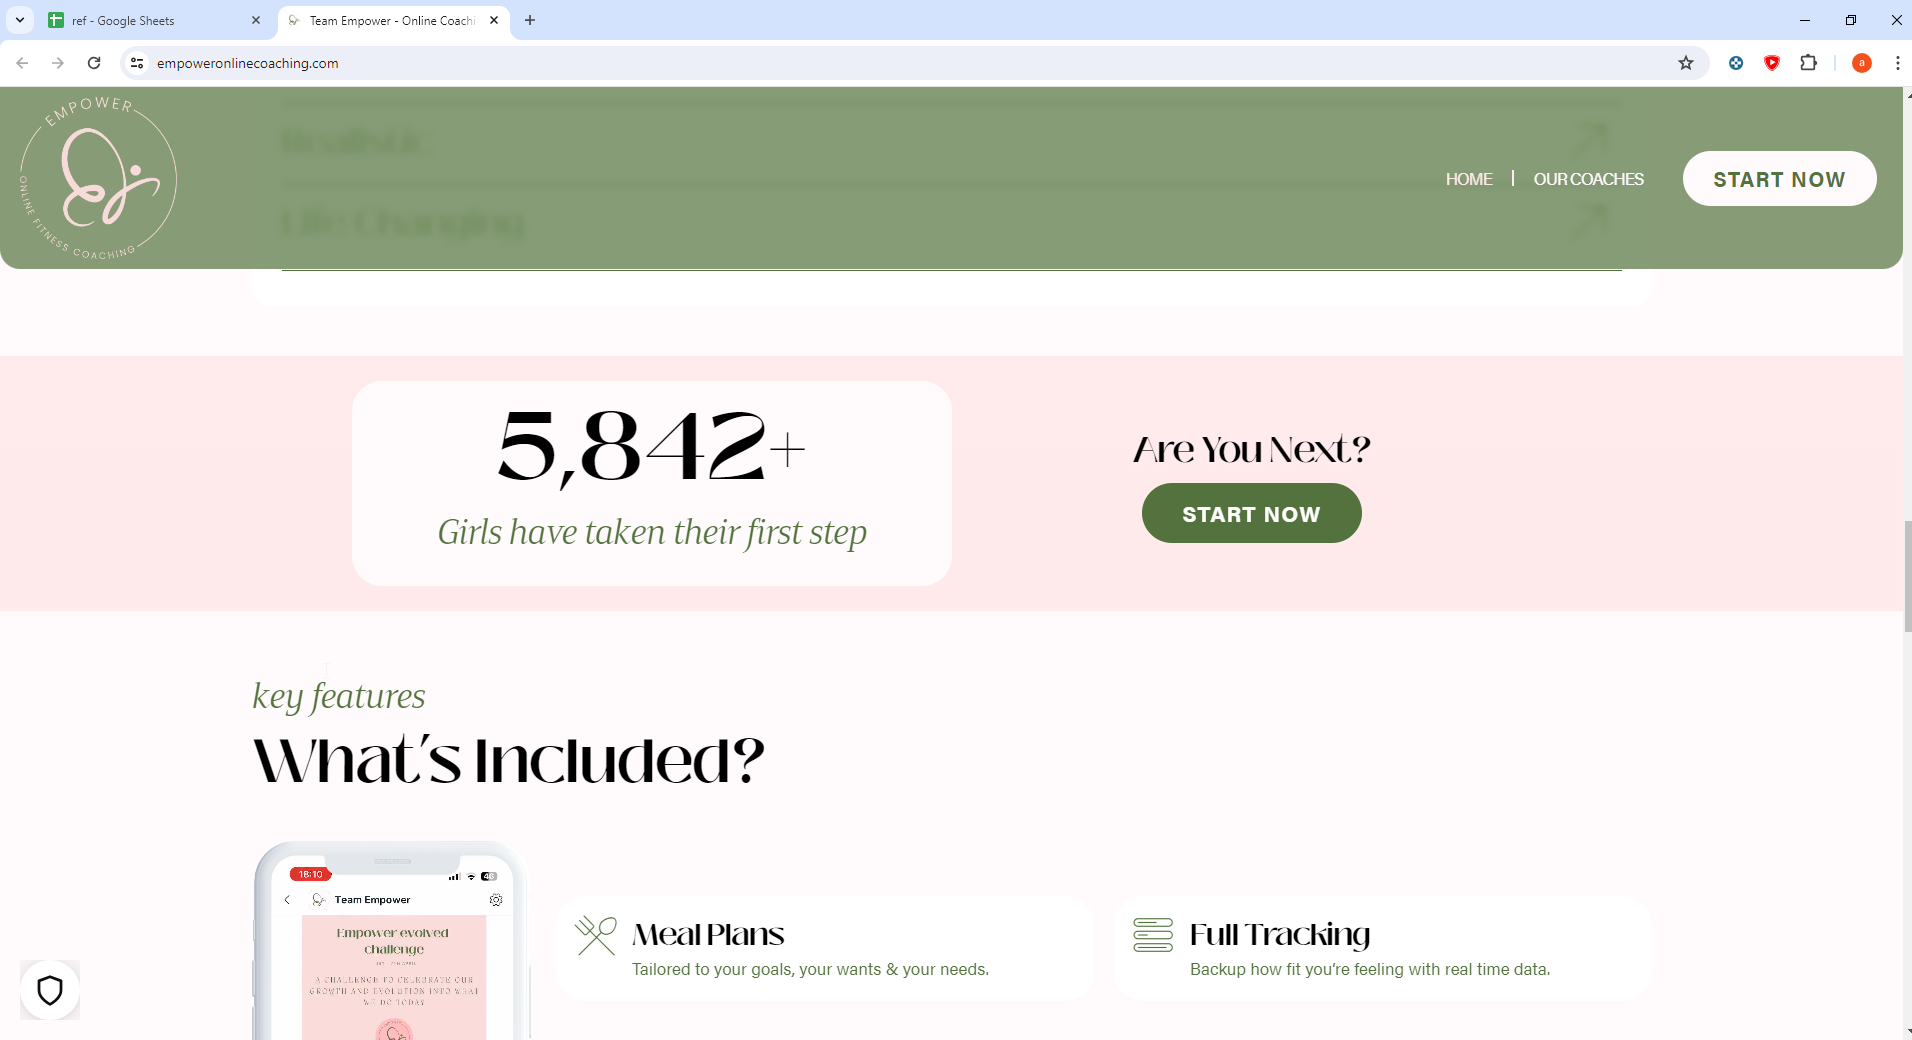 ref - Google Sheets
Team Empower - Online Coachi
empoweronlinecoaching.com
a
EMPOWER
ONLINE FITNESS COACHING
Realistic
Life Changing
HOME
OUR COACHES
START NOW
5,842+
Girls have taken their first step
Are You Next?
START NOW
key features
What's Included?
18:10
46
Team Empower
Empower evolved
challenge
A CHALLENGE TO CELEBRATE OUR
GROWTH AND EVOLUTION INTO WHAT
WE DO TODAY
Meal Plans
Tailored to your goals, your wants & your needs.
Full Tracking
Backup how fit you're feeling with real time data.